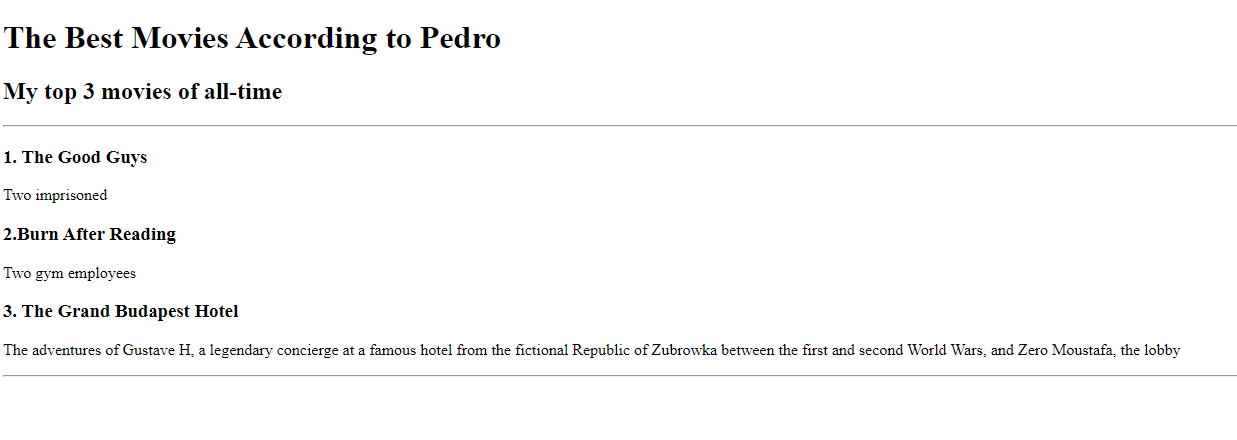 The Best Movies According to Pedro
My top 3 movies of all-time
1. The Good Guys
Two imprisoned
2.Burn After Reading
Two gym employees
3. The Grand Budapest Hotel
The adventures of Gustave H, a legendary concierge at a famous hotel from the fictional Republic of Zubrowka between the first and second World Wars, and Zero Moustafa, the lobby